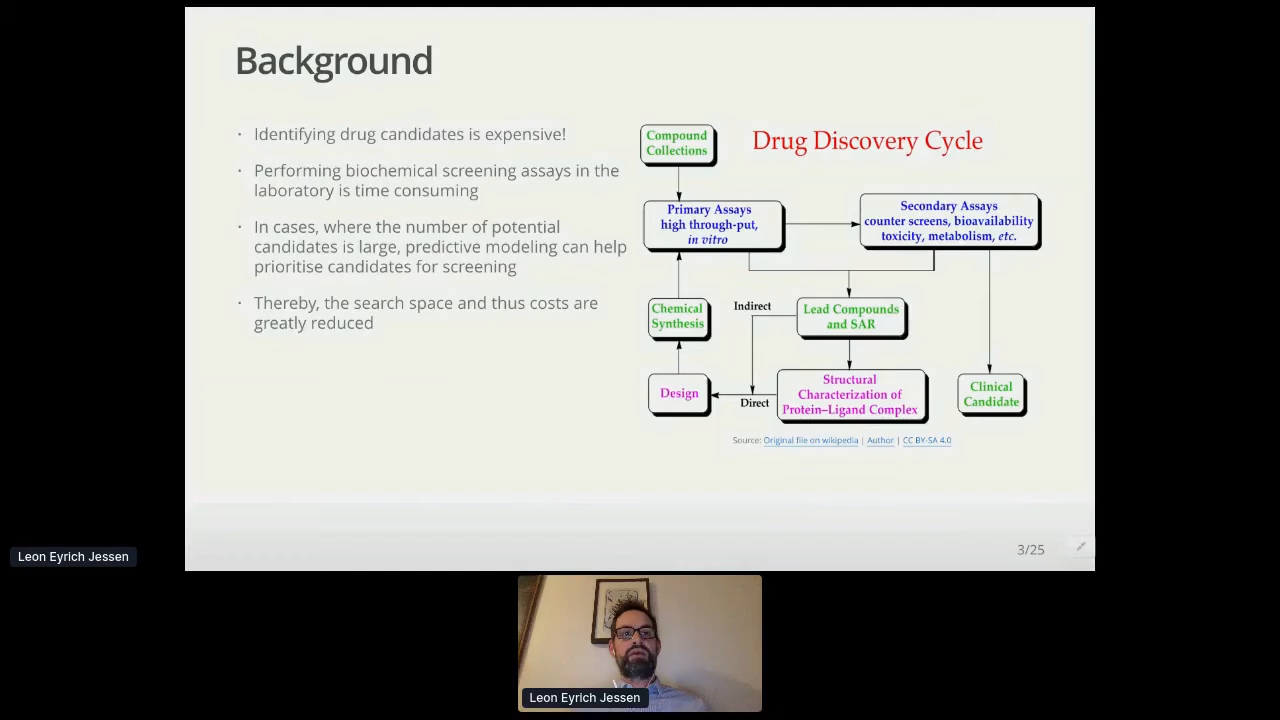 Background
· Identifying drug candidates is expensive!
· Performing biochemical screening assays in the
laboratory is time consuming
· In cases, where the number of potential
candidates is large, predictive modeling can help
prioritise candidates for screening
· Thereby, the search space and thus costs are
greatly reduced
Drug Discovery Cycle
Compound
Collections
Primary Assays
high through-put,
in vitro
Secondary Assays
counter screens, bioavailability
toxicity, metabolism, etc.
Chemical
Synthesis
Indirect
Lead Compounds
and SAR
Design
Direct
Structural
Characterization of
Protein–Ligand Complex
Clinical
Candidate
Source: Original file on wikipedia | Author | CC BY-SA 4.0
3/25
Leon Eyrich Jessen
Leon Eyrich Jessen